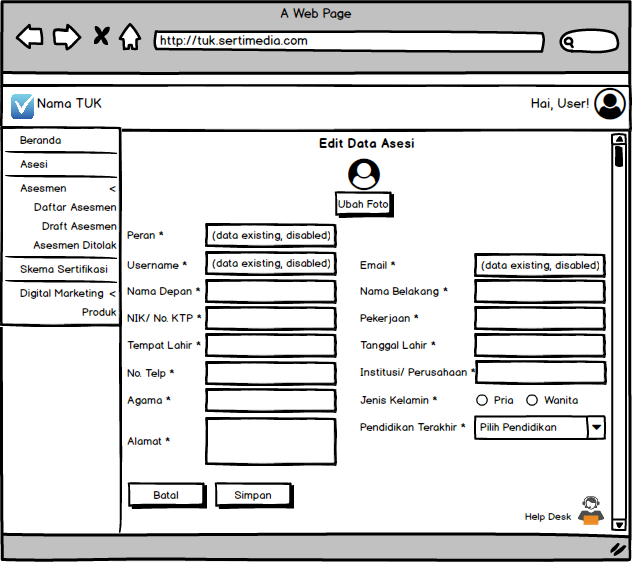 A Web Page
http://tuk.sertimedia.com
Nama TUK
Hai, User!
Beranda
Asesi
Asesmen <
Daftar Asesmen
Draft Asesmen
Asesmen Ditolak
Skema Sertifikasi
Digital Marketing <
Produk
Edit Data Asesi
Ubah Foto
Peran * (data existing, disabled)
Username * (data existing, disabled) Email * (data existing, disabled)
Nama Depan * Nama Belakang *
NIK/ No. KTP * Pekerjaan *
Tempat Lahir * Tanggal Lahir *
No. Telp * Institusi/ Perusahaan *
Agama * Jenis Kelamin * Pria Wanita
Alamat * Pendidikan Terakhir * Pilih Pendidikan
Batal Simpan
Help Desk